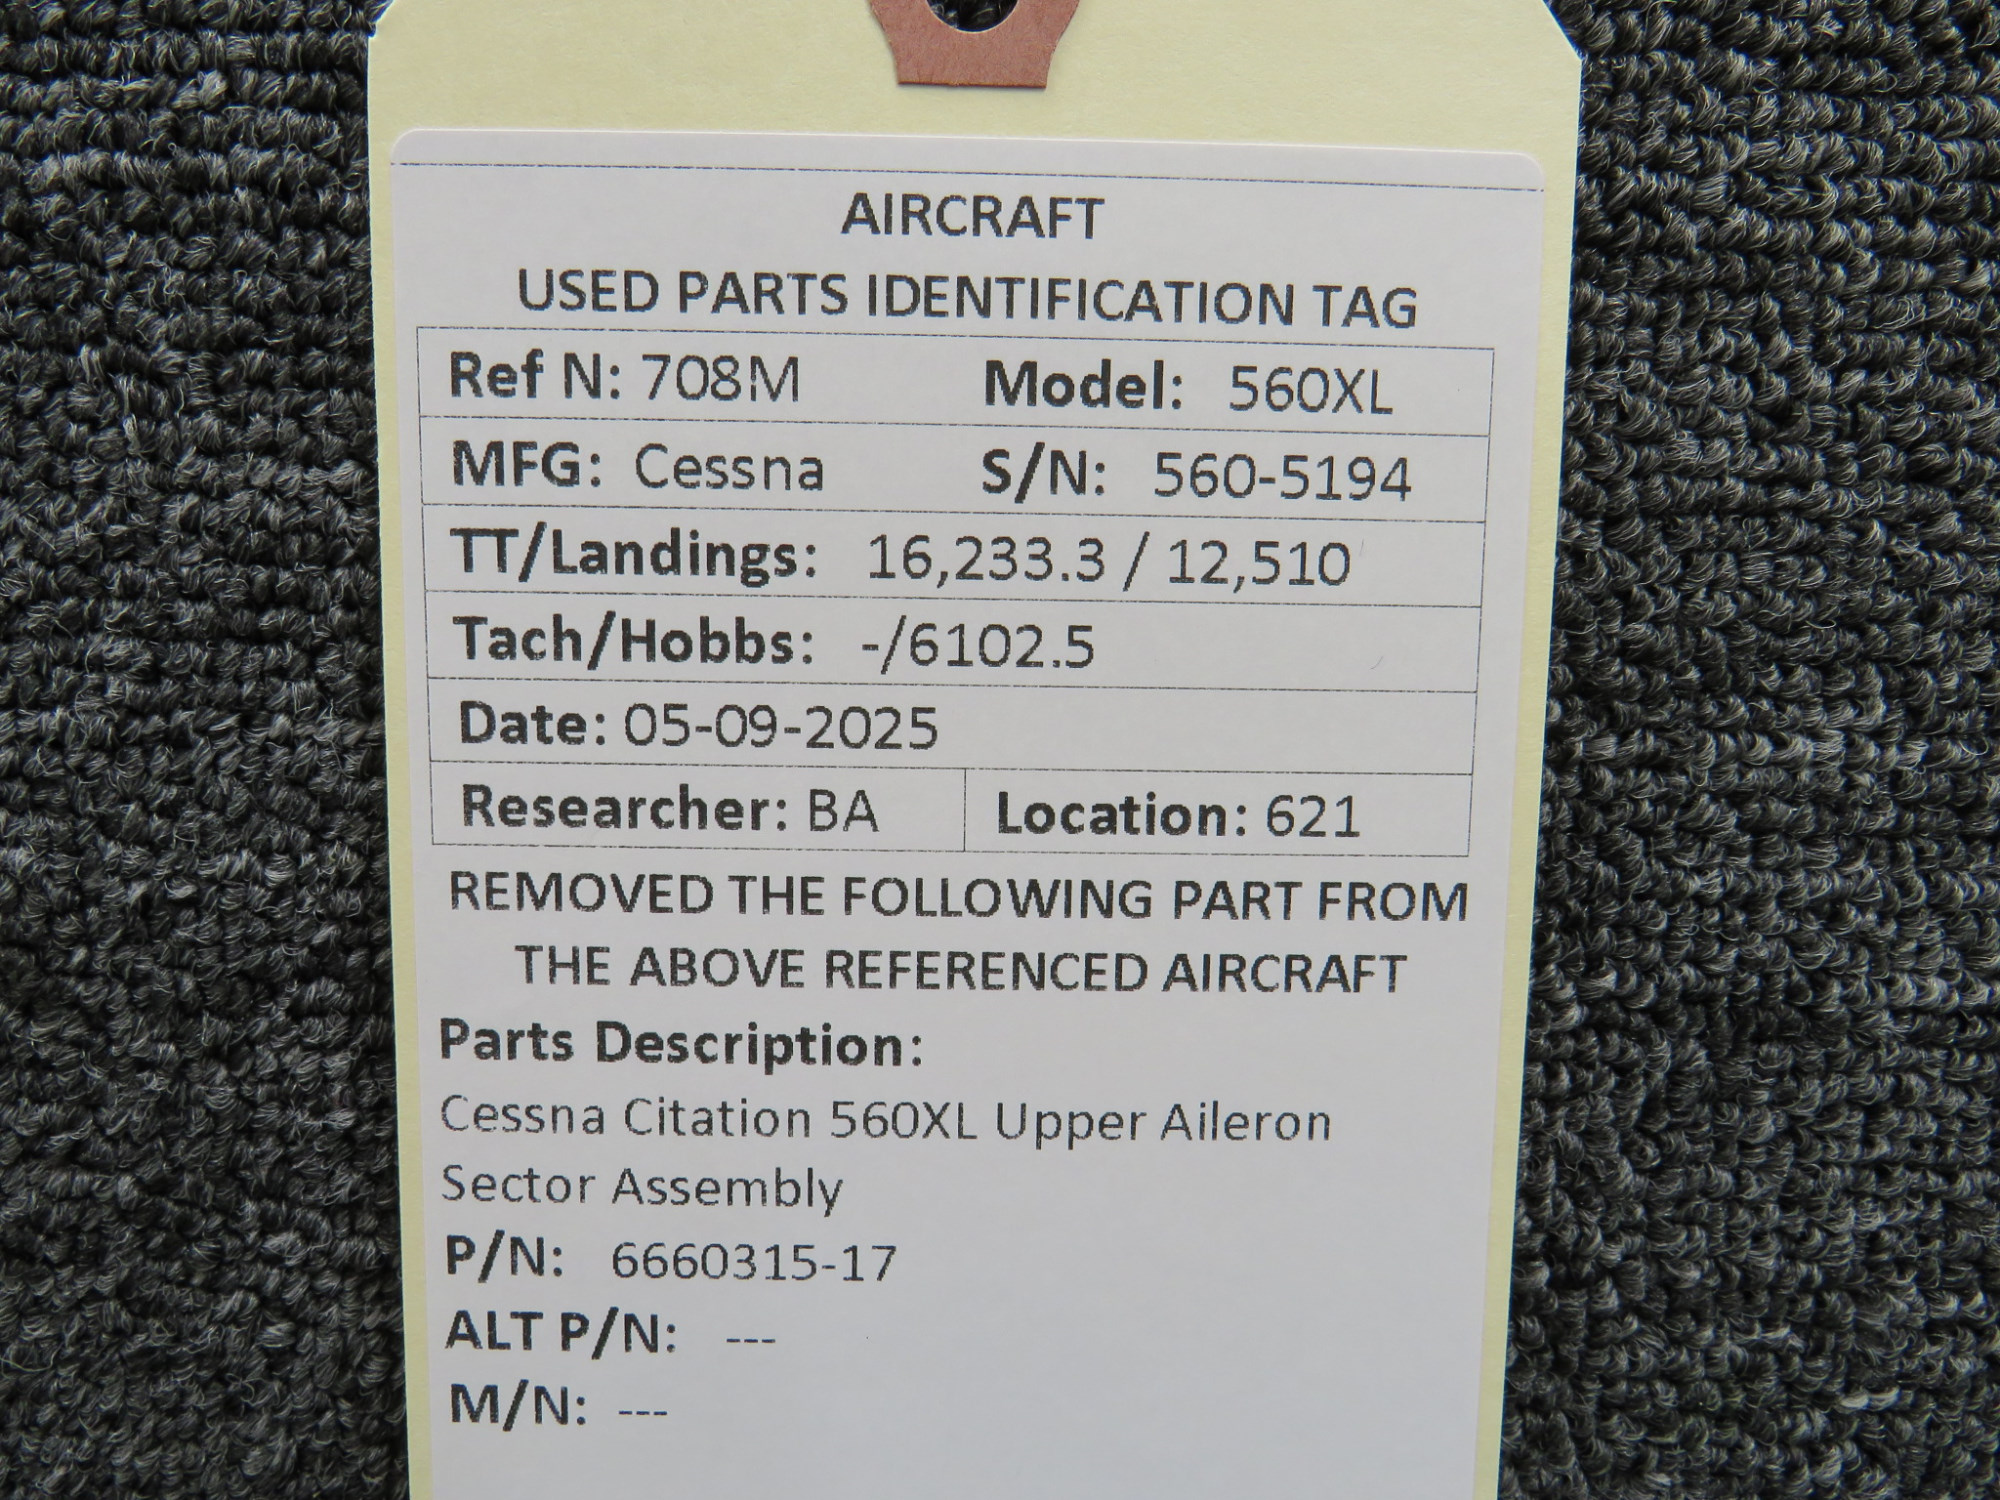 AIRCRAFT
USED PARTS IDENTIFICATION TAG
Ref N: 708M Model: 560XL
MFG: Cessna S/N: 560-5194
TT/Landings: 16,233.3 / 12,510
Tach/Hobbs: -/6102.5
Date: 05-09-2025
Researcher: BA Location: 621
REMOVED THE FOLLOWING PART FROM
THE ABOVE REFERENCED AIRCRAFT
Parts Description:
Cessna Citation 560XL Upper Aileron
Sector Assembly
P/N: 6660315-17
ALT P/N: ---
M/N: ---